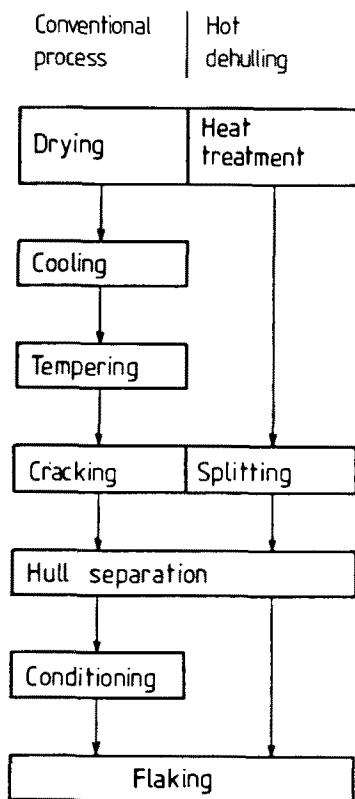 Conventional process
Hot dehulling
Drying
Heat treatment
Cooling
Tempering
Cracking
Splitting
Hull separation
Conditioning
Flaking